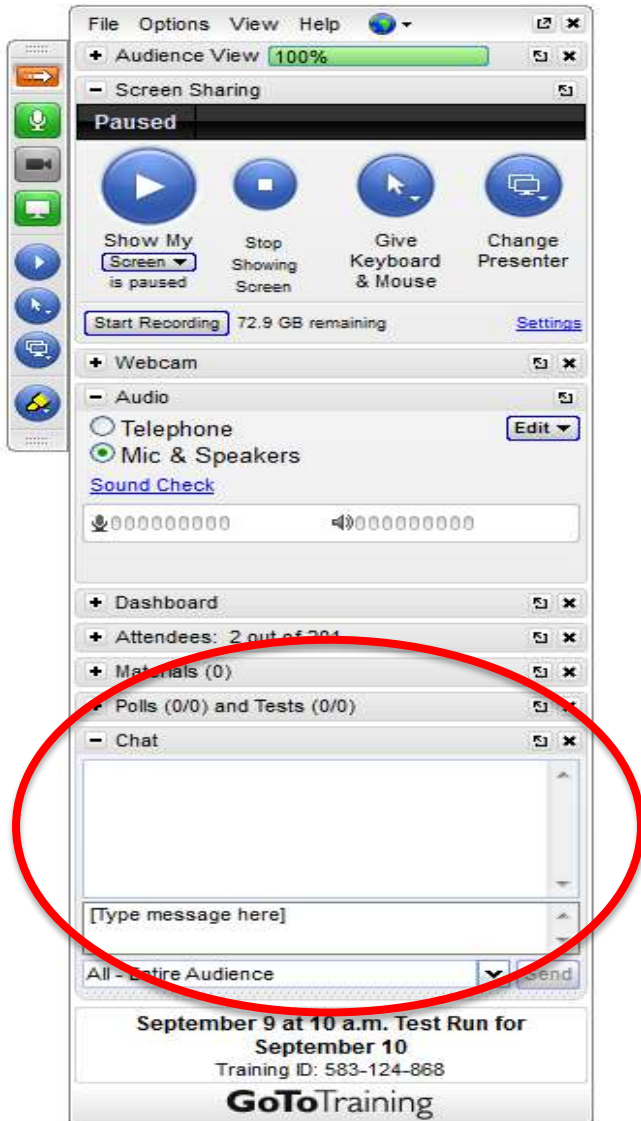 File Options View Help
+ Audience View 100%
- Screen Sharing
Paused
Show My
Screen
is paused
Stop
Showing
Screen
Give
Keyboard
& Mouse
Change
Presenter
Start Recording 72.9 GB remaining Settings
+ Webcam
- Audio
Telephone
Edit
Mic & Speakers
Sound Check
000000000 000000000
+ Dashboard
+ Attendees: 2 out of 201
+ Materials (0)
+ Polls (0/0) and Tests (0/0)
- Chat
[Type message here]
All - Entire Audience Send
September 9 at 10 a.m. Test Run for
September 10
Training ID: 583-124-868
GoToTraining